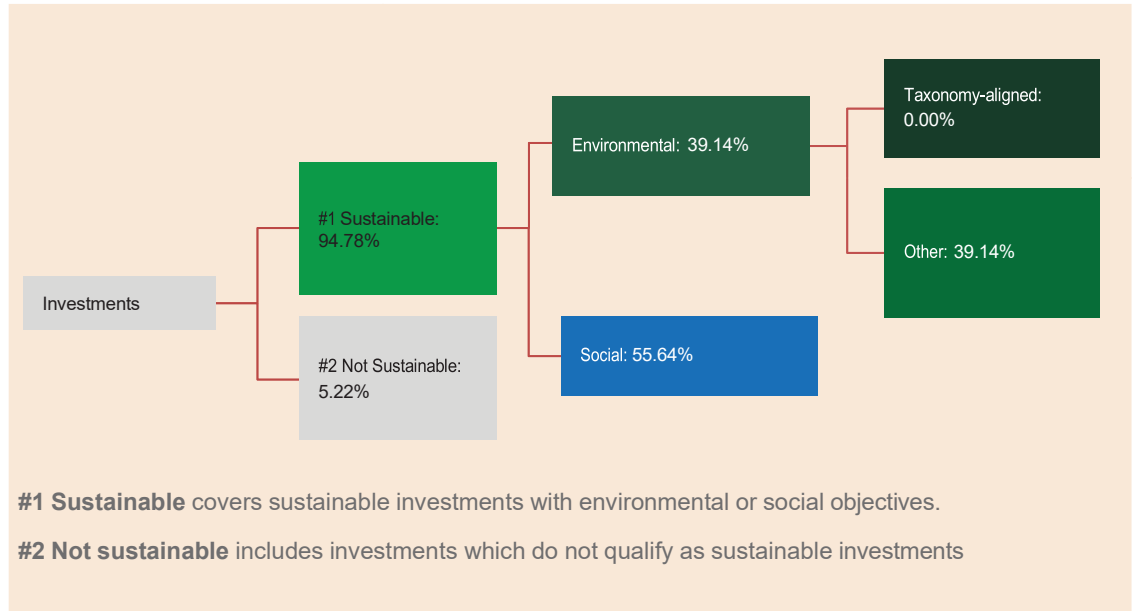 Investments
#1 Sustainable:
94.78%
#2 Not Sustainable:
5.22%
Environmental: 39.14%
Social: 55.64%
Taxonomy-aligned:
0.00%
Other: 39.14%
#1 Sustainable covers sustainable investments with environmental or social objectives.
#2 Not sustainable includes investments which do not qualify as sustainable investments